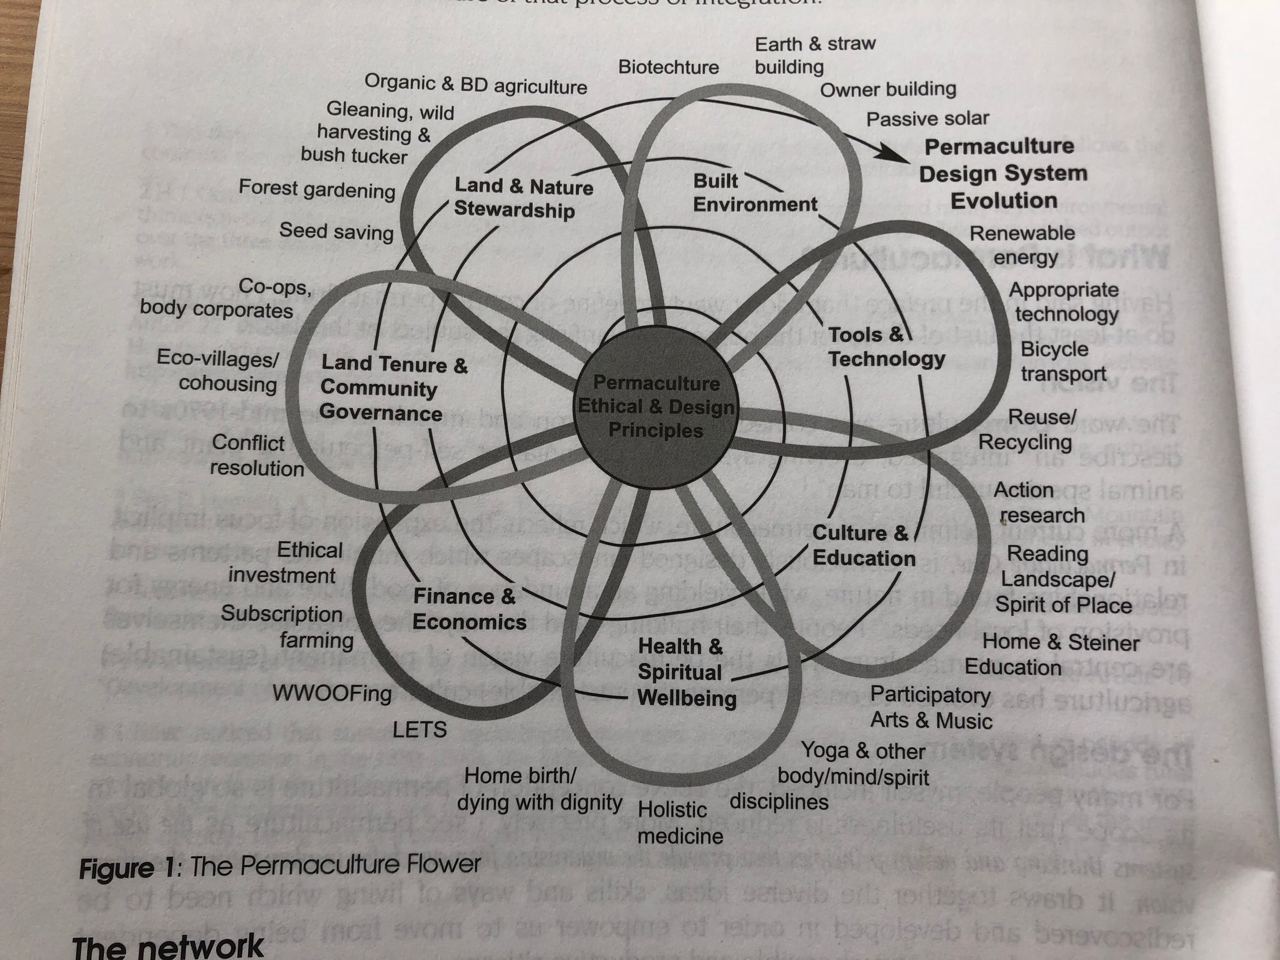 of that process of integration.
Earth & straw
building
Biotechture
Owner building
Passive solar
Organic & BD agriculture
Gleaning, wild
harvesting &
bush tucker
Forest gardening
Seed saving
Land & Nature
Stewardship
Built
Environment
Permaculture
Design System
Evolution
Renewable
energy
Appropriate
technology
Bicycle
transport
Reuse/
Recycling
Tools &
Technology
Co-ops,
body corporates
Eco-villages/
cohousing
Conflict
resolution
Land Tenure &
Community
Governance
Permaculture
Ethical & Design
Principles
Action
research
Reading
Landscape/
Spirit of Place
Home & Steiner
Education
Participatory
Arts & Music
Culture &
Education
Ethical
investment
Subscription
farming
WWOOFing
LETS
Finance &
Economics
Health &
Spiritual
Wellbeing
Yoga & other
body/mind/spirit
disciplines
Home birth/
dying with dignity
Holistic
medicine
Figure 1: The Permaculture Flower
The network